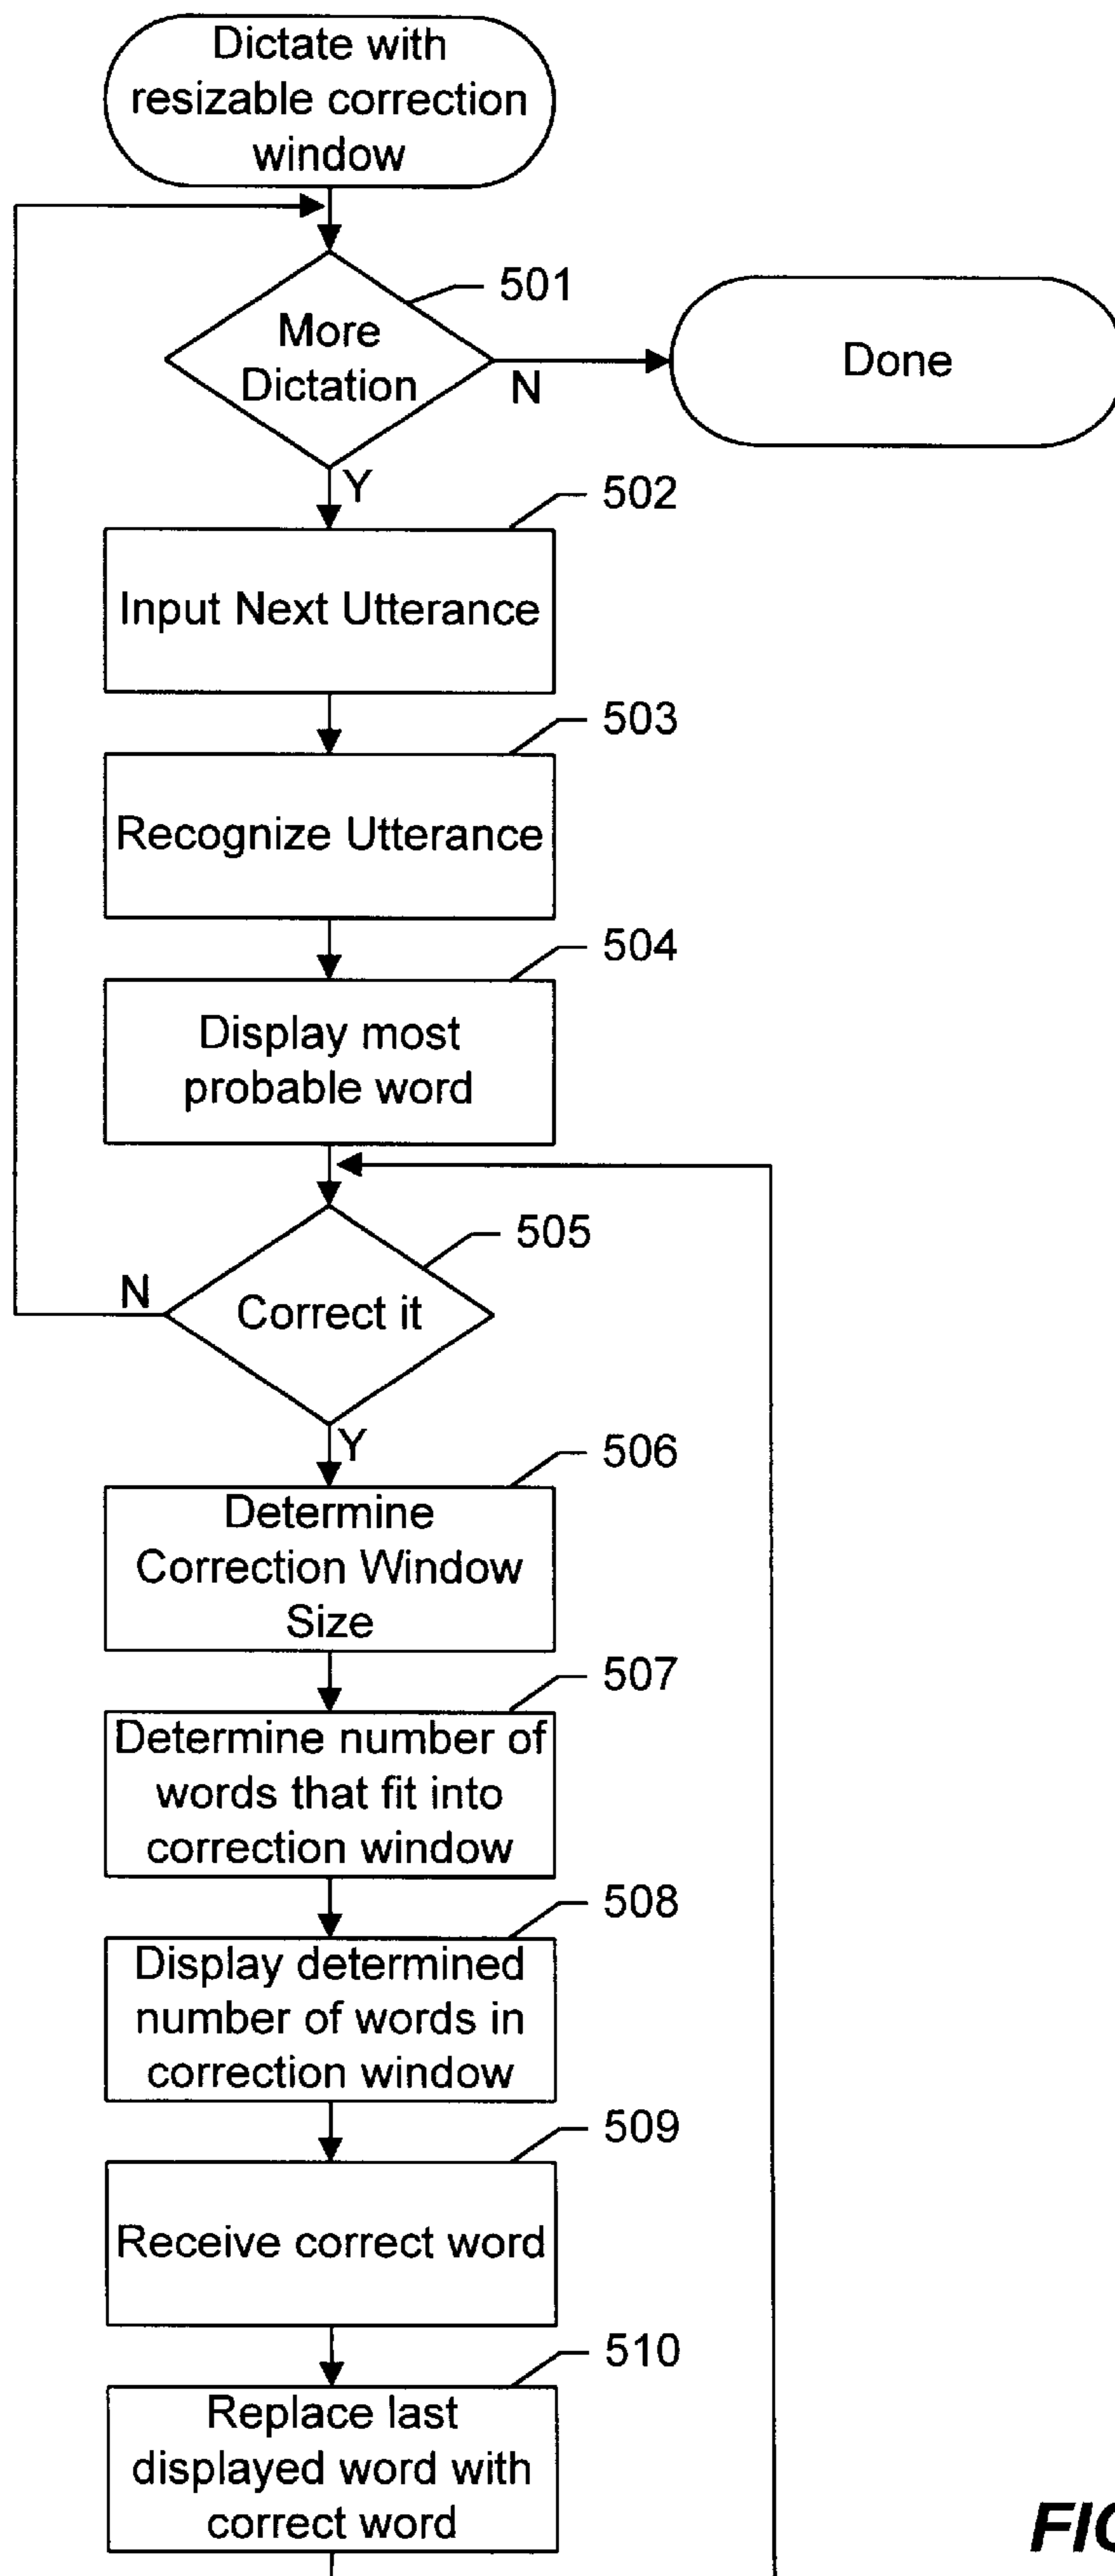 Dictate with
resizable correction
window
501
More
Dictation
N
Done
Y
502
Input Next Utterance
503
Recognize Utterance
504
Display most
probable word
505
N
Correct it
Y
506
Determine
Correction Window
Size
507
Determine number of
words that fit into
correction window
508
Display determined
number of words in
correction window
509
Receive correct word
510
Replace last
displayed word with
correct word